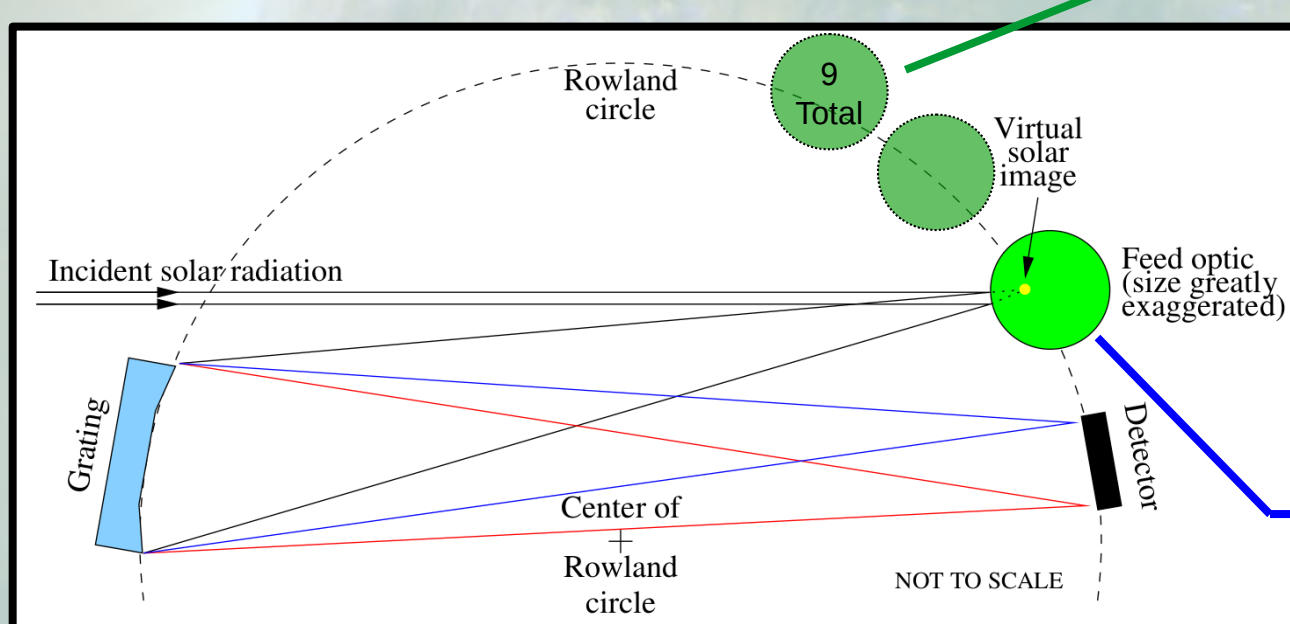 9
Total
Rowland
circle
Virtual
solar
image
Incident solar radiation
Feed optic
(size greatly
exaggerated)
Grating
Detector
Center of
Rowland
circle
NOT TO SCALE